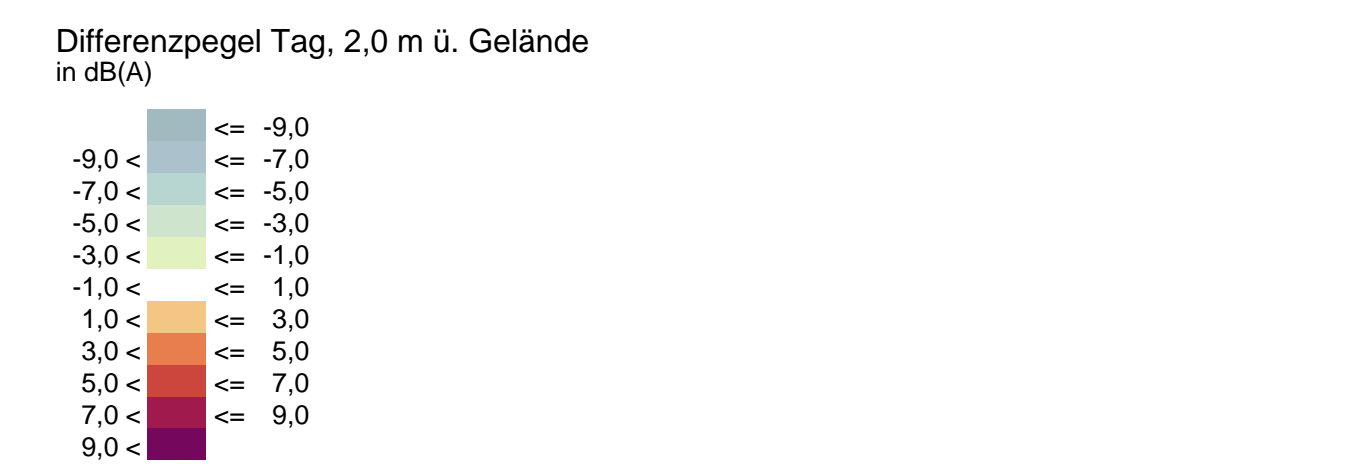 Differenzpegel Tag, 2,0 m ü. Gelände
in dB(A)
<= -9,0
-9,0 < <= -7,0
-7,0 < <= -5,0
-5,0 < <= -3,0
-3,0 < <= -1,0
-1,0 < <= 1,0
1,0 < <= 3,0
3,0 < <= 5,0
5,0 < <= 7,0
7,0 < <= 9,0
9,0 <